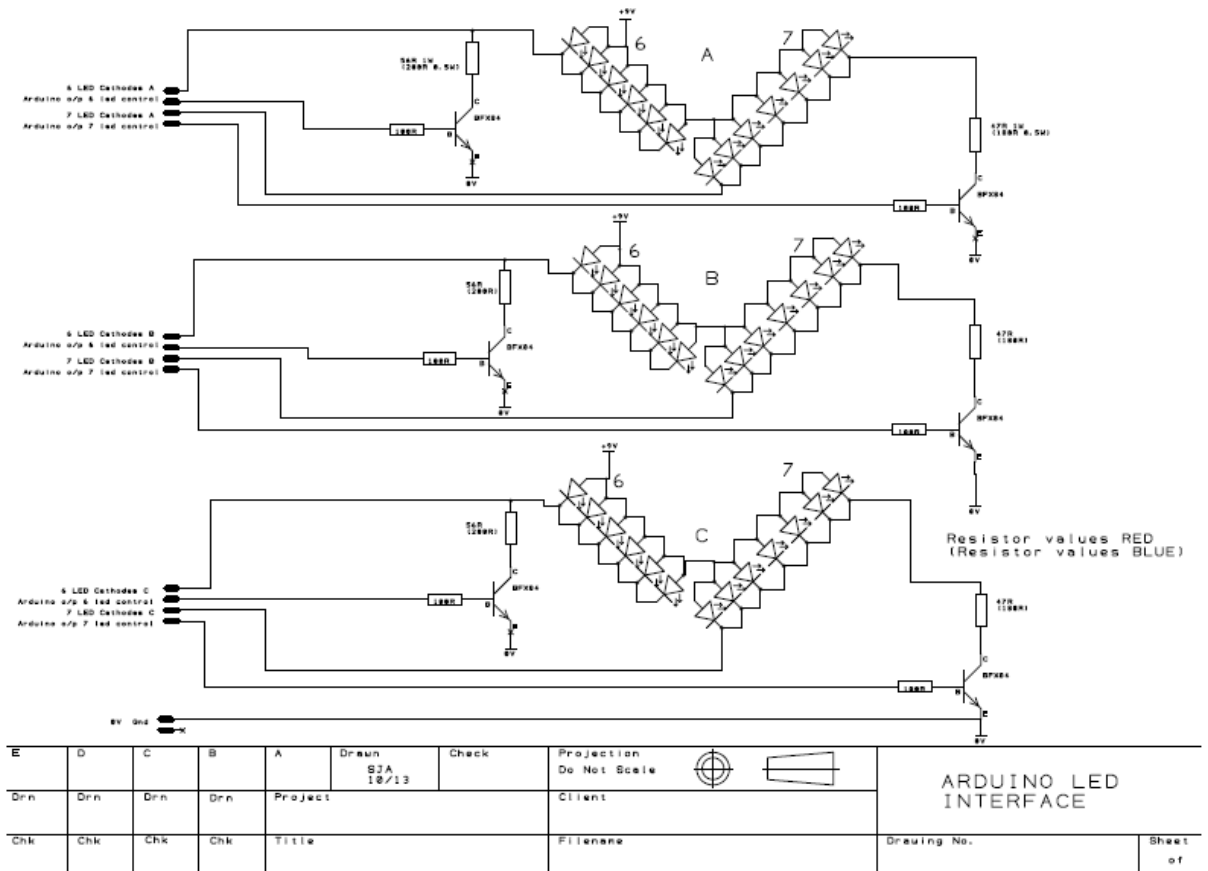 +9V
6
A
7
56R 1W
(200R 0.5W)
6 LED Cathodes A
Arduino o/p 6 led control
7 LED Cathodes A
Arduino o/p 7 led control
100R
B
C
BFX84
0V
47R 1W
(100R 0.5W)
100R
B
C
BFX84
E
0V
+9V
6
B
7
56R
(200R)
6 LED Cathodes B
Arduino o/p 6 led control
7 LED Cathodes B
Arduino o/p 7 led control
100R
B
C
BFX84
E
0V
47R
(100R)
100R
B
C
BFX84
E
0V
+9V
6
C
7
56R
(200R)
6 LED Cathodes C
Arduino o/p 6 led control
7 LED Cathodes C
Arduino o/p 7 led control
100R
B
C
BFX84
0V
Resistor values RED
(Resistor values BLUE)
47R
(100R)
100R
C
BFX84
E
0V
0V Gnd
E
D
C
B
A
Drawn
SJA
10/13
Check
Projection
Do Not Scale
ARDUINO LED
INTERFACE
Drn
Drn
Drn
Drn
Project
Client
Chk
Chk
Chk
Chk
Title
Filename
Drawing No.
Sheet
of